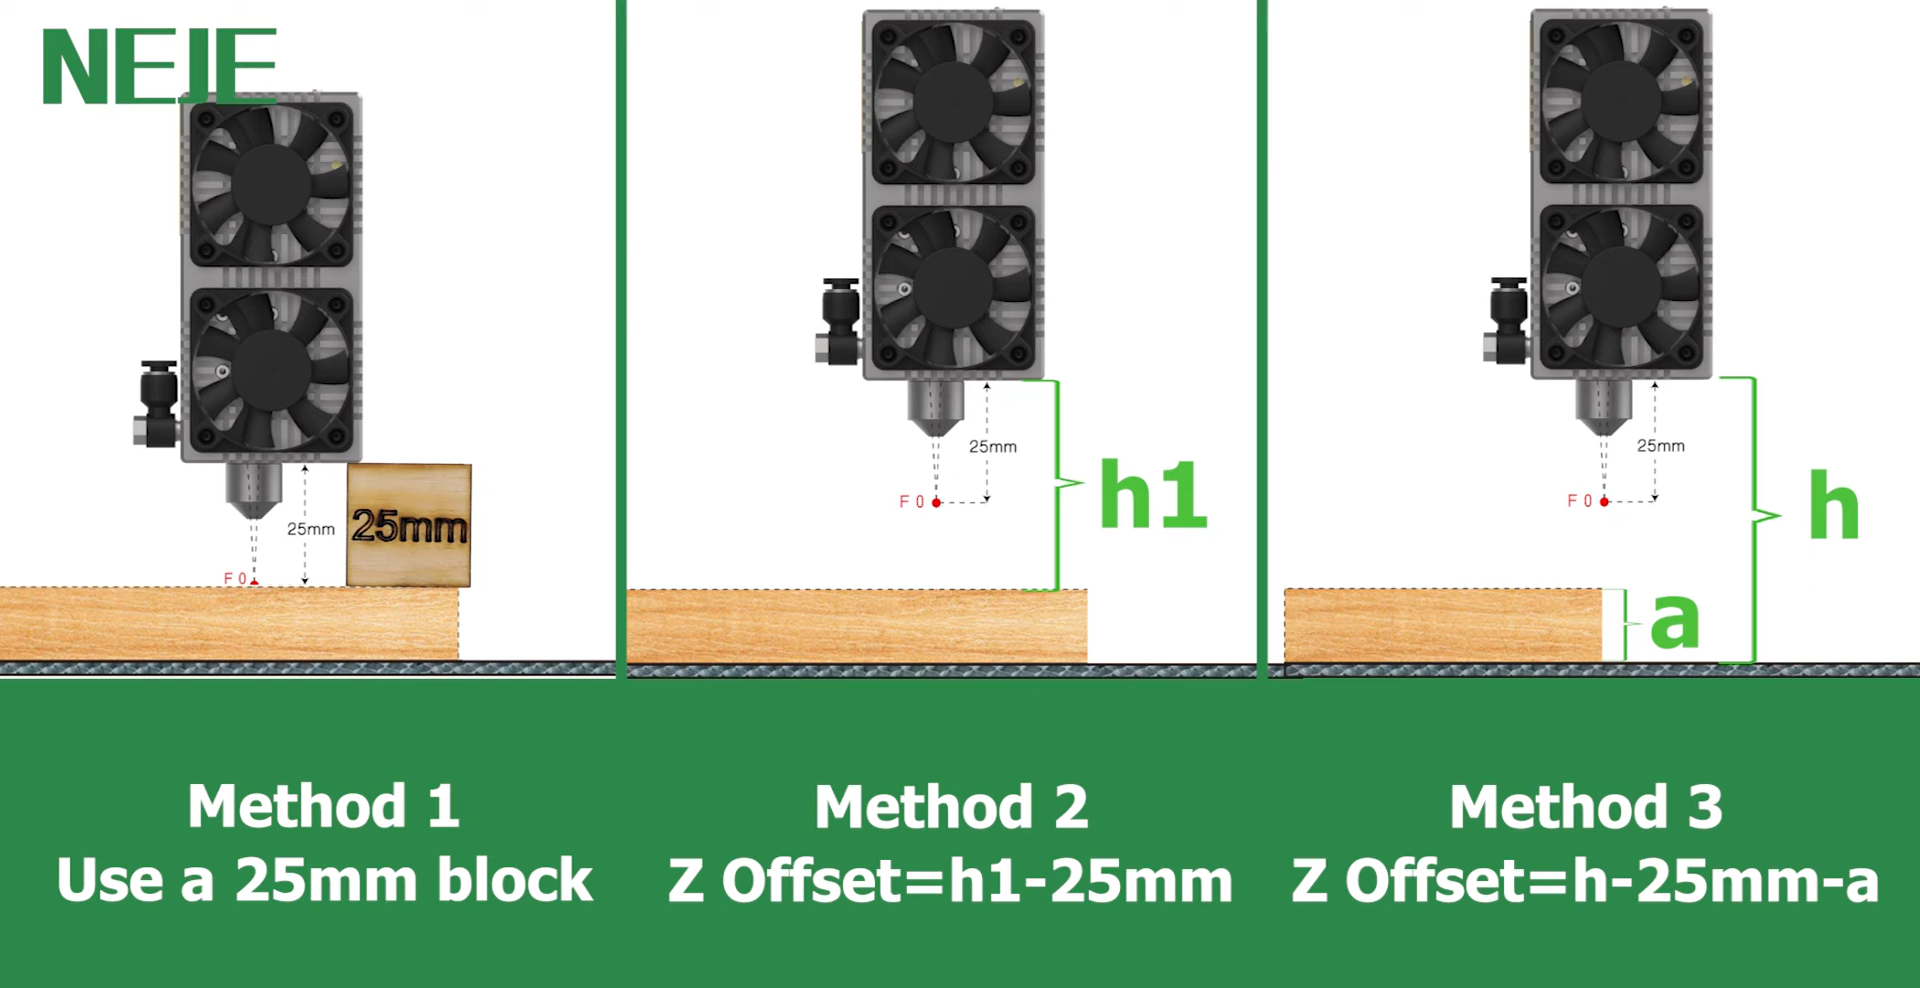 NEJE
F 0
25mm
25mm
Method 1
Use a 25mm block
F 0
25mm
h1
Method 2
Z Offset=h1-25mm
F 0
25mm
h
a
Method 3
Z Offset=h-25mm-a